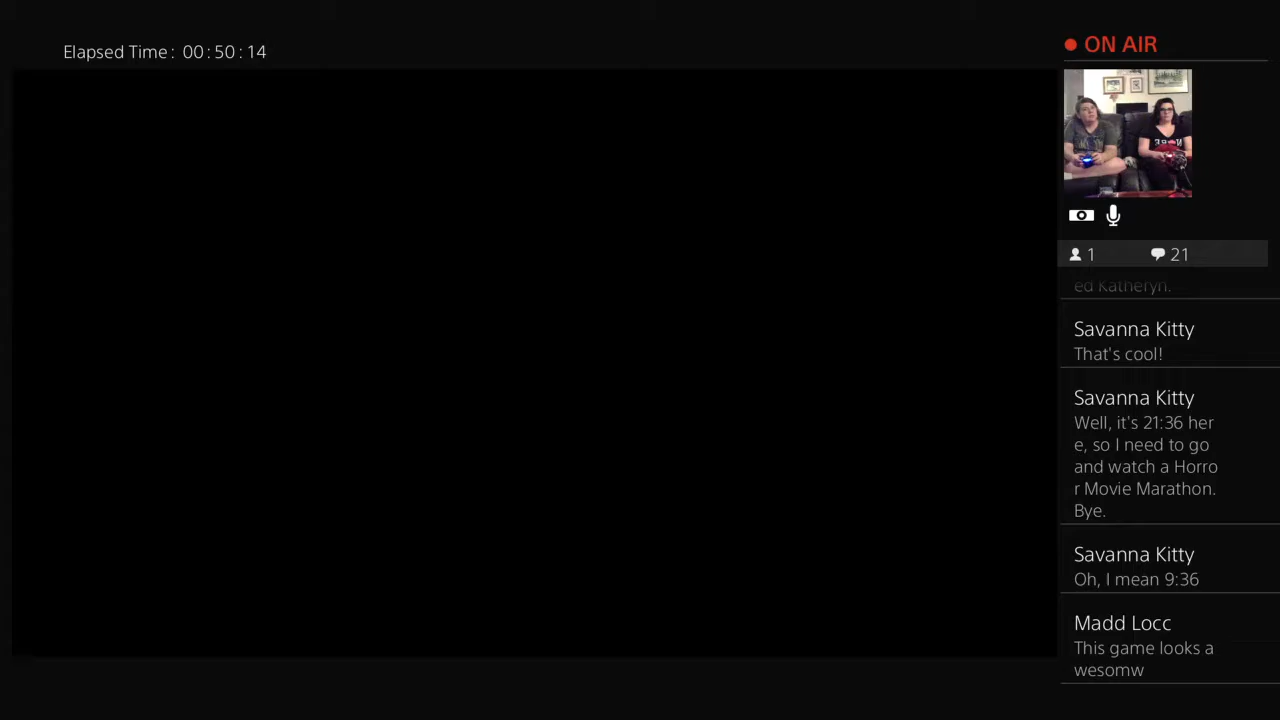 Elapsed Time: 00:50:14
ON AIR
1 21
ed Katheryn.
Savanna Kitty
That's cool!
Savanna Kitty
Well, it's 21:36 her
e, so I need to go
and watch a Horro
r Movie Marathon.
Bye.
Savanna Kitty
Oh, I mean 9:36
Madd Locc
This game looks a
wesomw